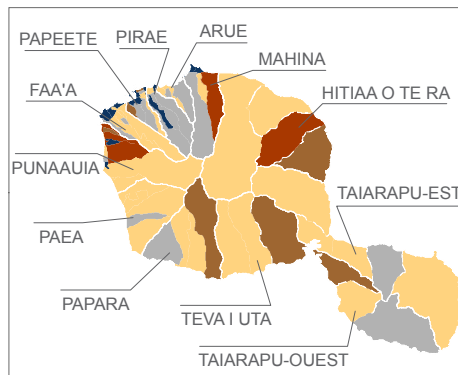 ARUE
PIRAE
PAPEETE
MAHINA
FAA'A
HITIAA O TE RA
PUNAAUIA
TAIARAPU-EST
PAEA
PAPARA
TEVA I UTA
TAIARAPU-OUEST